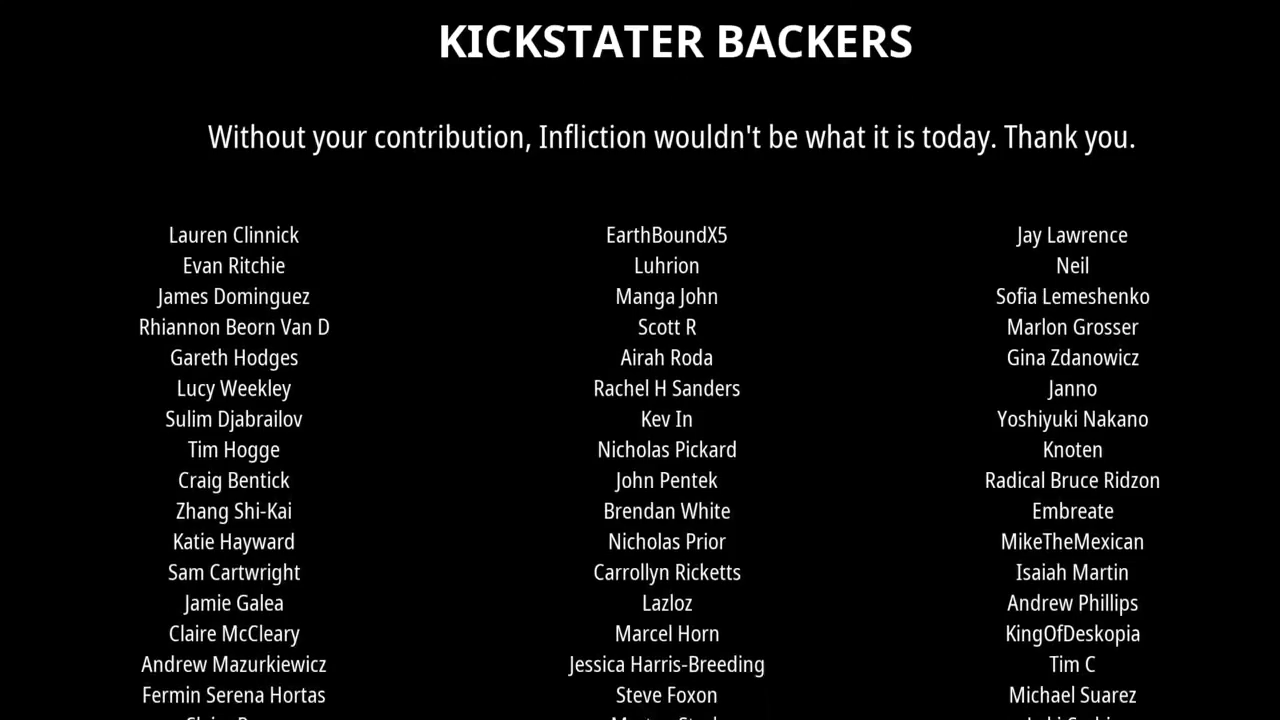 KICKSTATER BACKERS
Without your contribution, Infliction wouldn't be what it is today. Thank you.
Lauren Clinnick
Evan Ritchie
James Dominguez
Rhiannon Beorn Van D
Gareth Hodges
Lucy Weekley
Sulim Djabrailov
Tim Hogge
Craig Bentick
Zhang Shi-Kai
Katie Hayward
Sam Cartwright
Jamie Galea
Claire McCleary
Andrew Mazurkiewicz
Fermin Serena Hortas
EarthBoundX5
Luhrion
Manga John
Scott R
Airah Roda
Rachel H Sanders
Kev In
Nicholas Pickard
John Pentek
Brendan White
Nicholas Prior
Carrollyn Ricketts
Lazloz
Marcel Horn
Jessica Harris-Breeding
Steve Foxon
Jay Lawrence
Neil
Sofia Lemeshenko
Marlon Grosser
Gina Zdanowicz
Janno
Yoshiyuki Nakano
Knoten
Radical Bruce Ridzon
Embreate
MikeTheMexican
Isaiah Martin
Andrew Phillips
KingOfDeskopia
Tim C
Michael Suarez